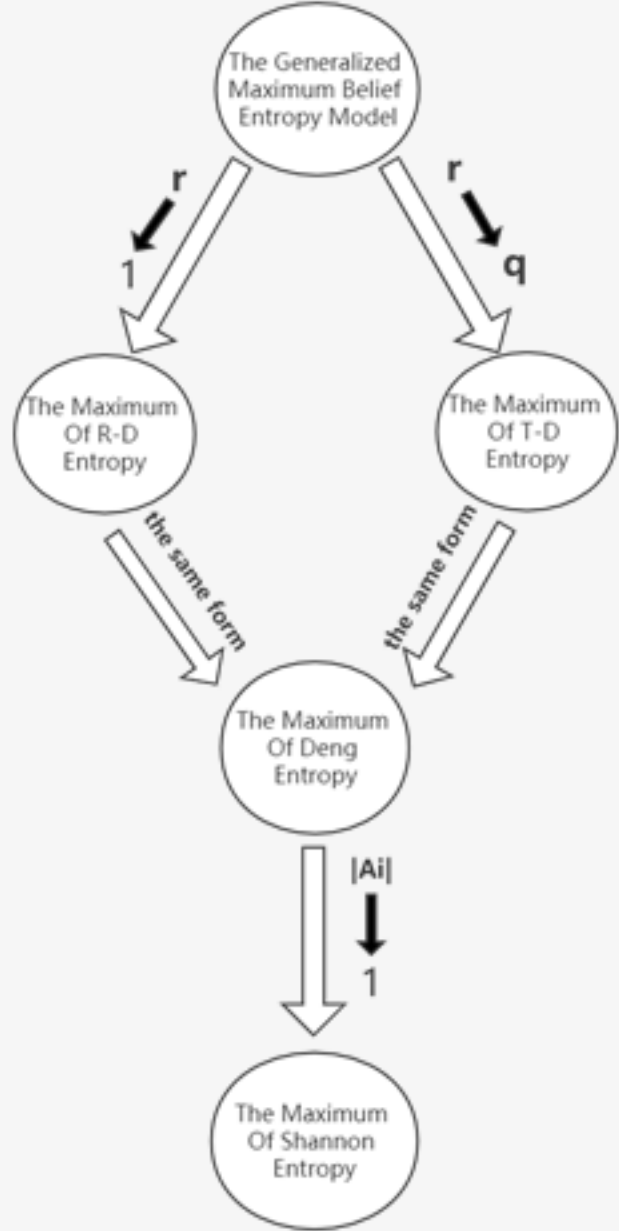 The Generalized
Maximum Belief
Entropy Model
r
1
r
q
The Maximum
Of R-D
Entropy
The Maximum
Of T-D
Entropy
the same form
the same form
The Maximum
Of Deng
Entropy
|Ai|
1
The Maximum
Of Shannon
Entropy